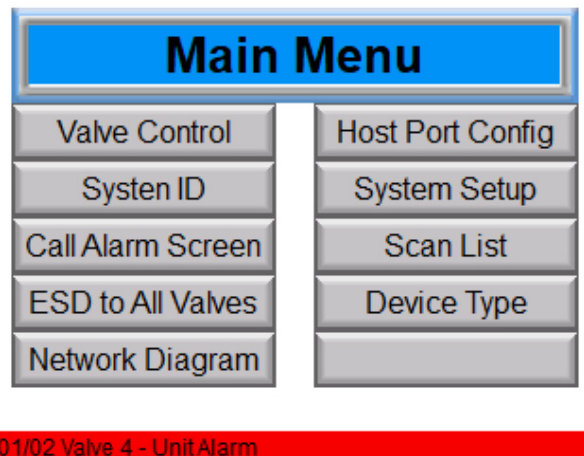 Main Menu
Valve Control
Host Port Config
Systen ID
System Setup
Call Alarm Screen
Scan List
ESD to All Valves
Device Type
Network Diagram
01/02 Valve 4 - Unit Alarm